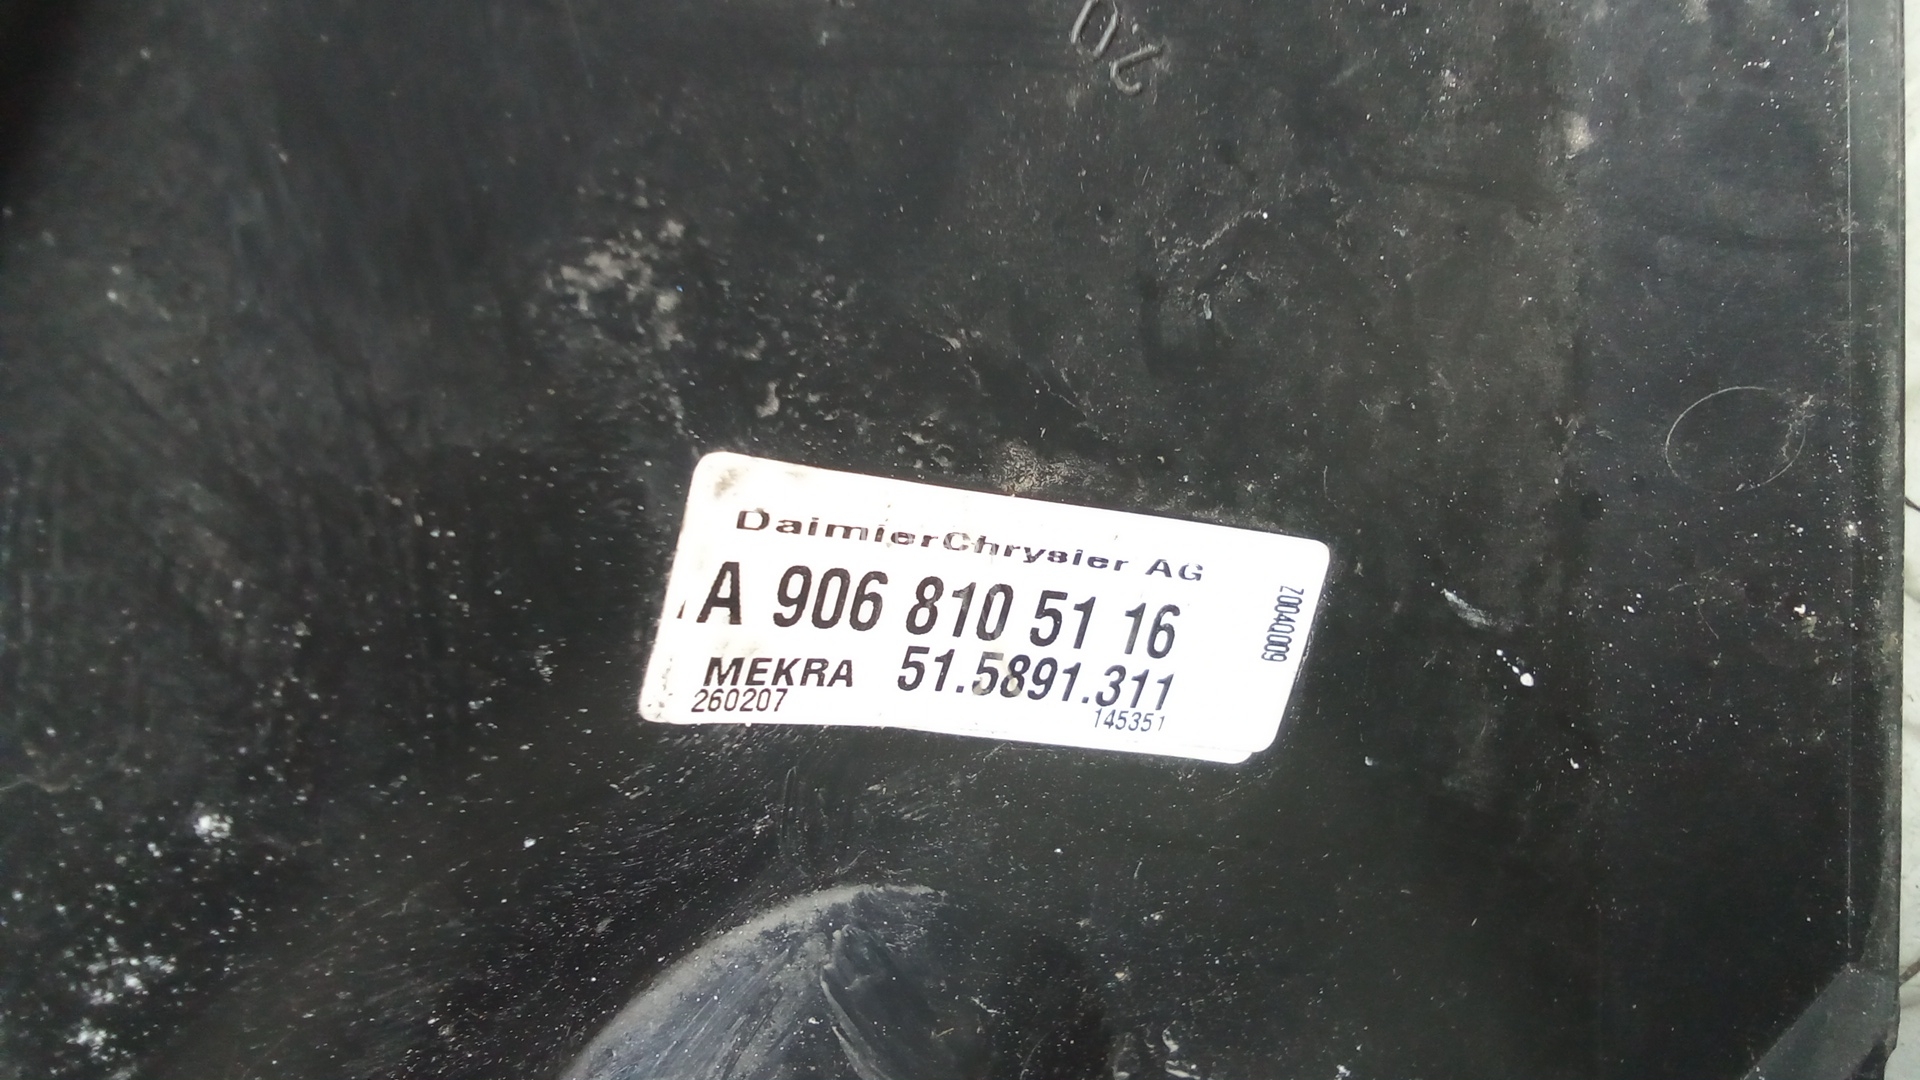 DaimlerChrysler AG
A 906 810 51 16
MEKRA 51.5891.311
260207 145351
Z0040009